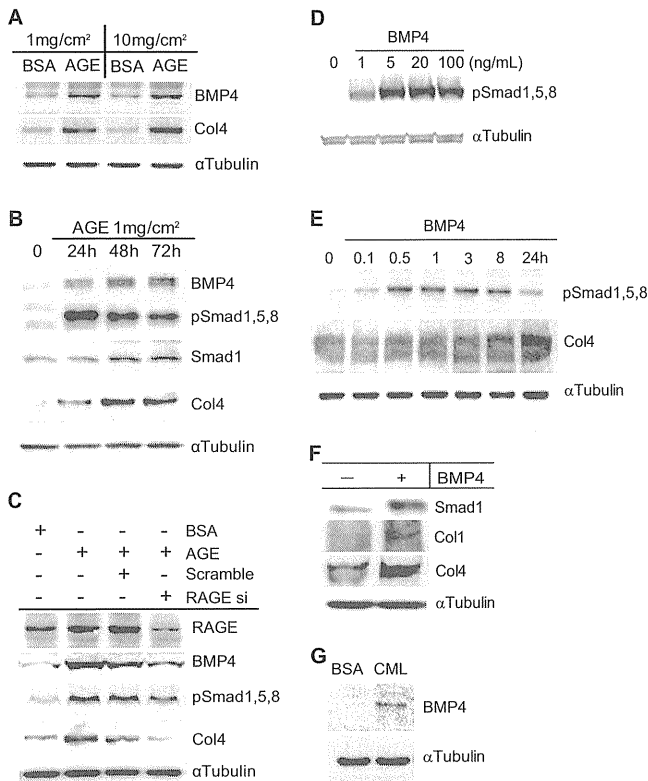 A
1mg/cm² 10mg/cm²
BSA AGE BSA AGE
BMP4
Col4
αTubulin
B
AGE 1mg/cm²
0 24h 48h 72h
BMP4
pSmad1,5,8
Smad1
Col4
αTubulin
C
+ - - - BSA
- + + + AGE
- - + - Scramble
- - - + RAGE si
RAGE
BMP4
pSmad1,5,8
Col4
αTubulin
D
BMP4
0 1 5 20 100 (ng/mL)
pSmad1,5,8
αTubulin
E
BMP4
0 0.1 0.5 1 3 8 24h
pSmad1,5,8
Col4
αTubulin
F
− + BMP4
Smad1
Col1
Col4
αTubulin
G
BSA CML
BMP4
αTubulin